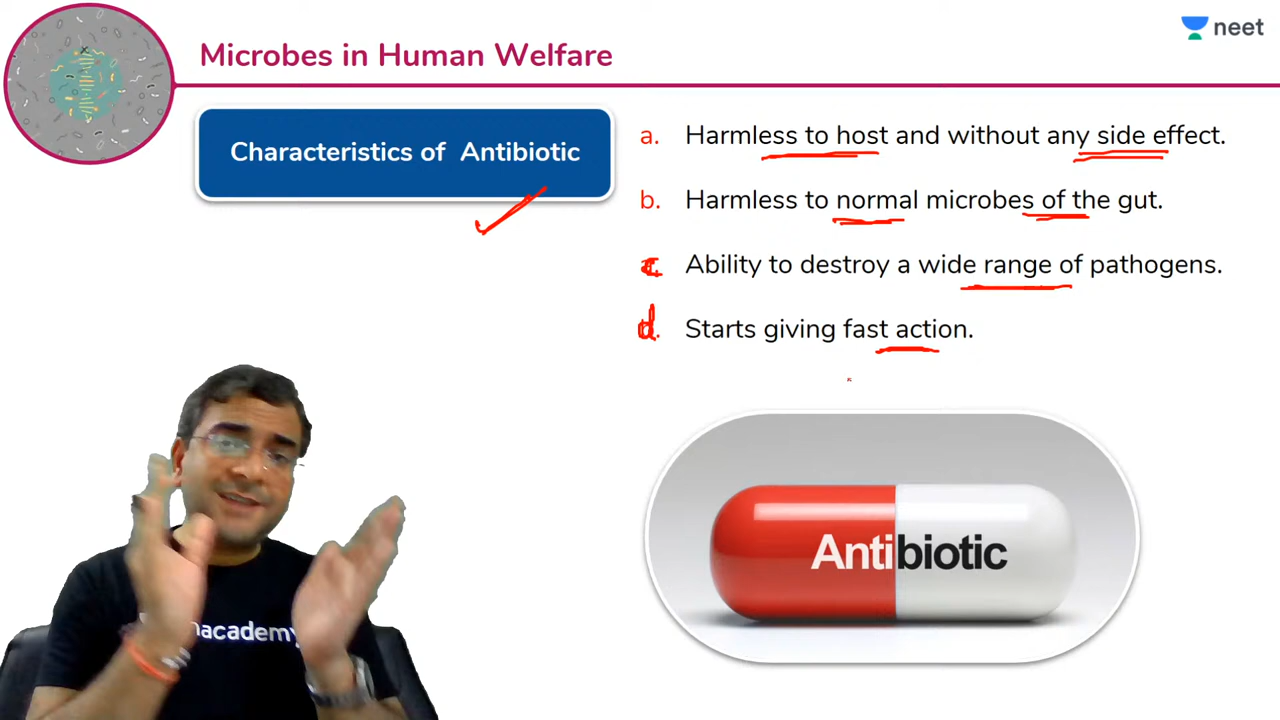 neet
Microbes in Human Welfare
Characteristics of Antibiotic
a. Harmless to host and without any side effect.
b. Harmless to normal microbes of the gut.
c. Ability to destroy a wide range of pathogens.
d. Starts giving fast action.
Antibiotic
nacademy